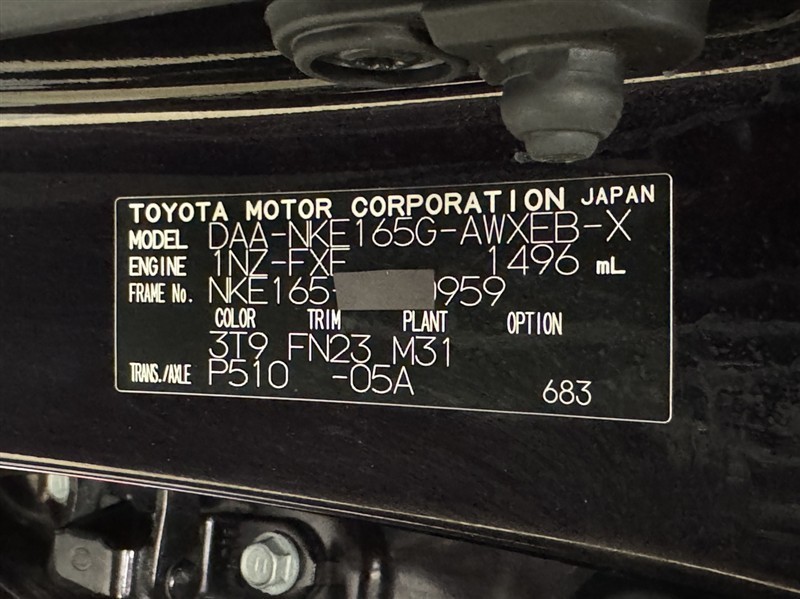 TOYOTA MOTOR CORPORATION JAPAN
MODEL DAA-NKE165G-AWXEB-X
ENGINE 1NZ-FXE 1496 mL
FRAME No. NKE165- 0959
COLOR TRIM PLANT OPTION
3T9 FN23 M31
TRANS./AXLE P510 -05A
683